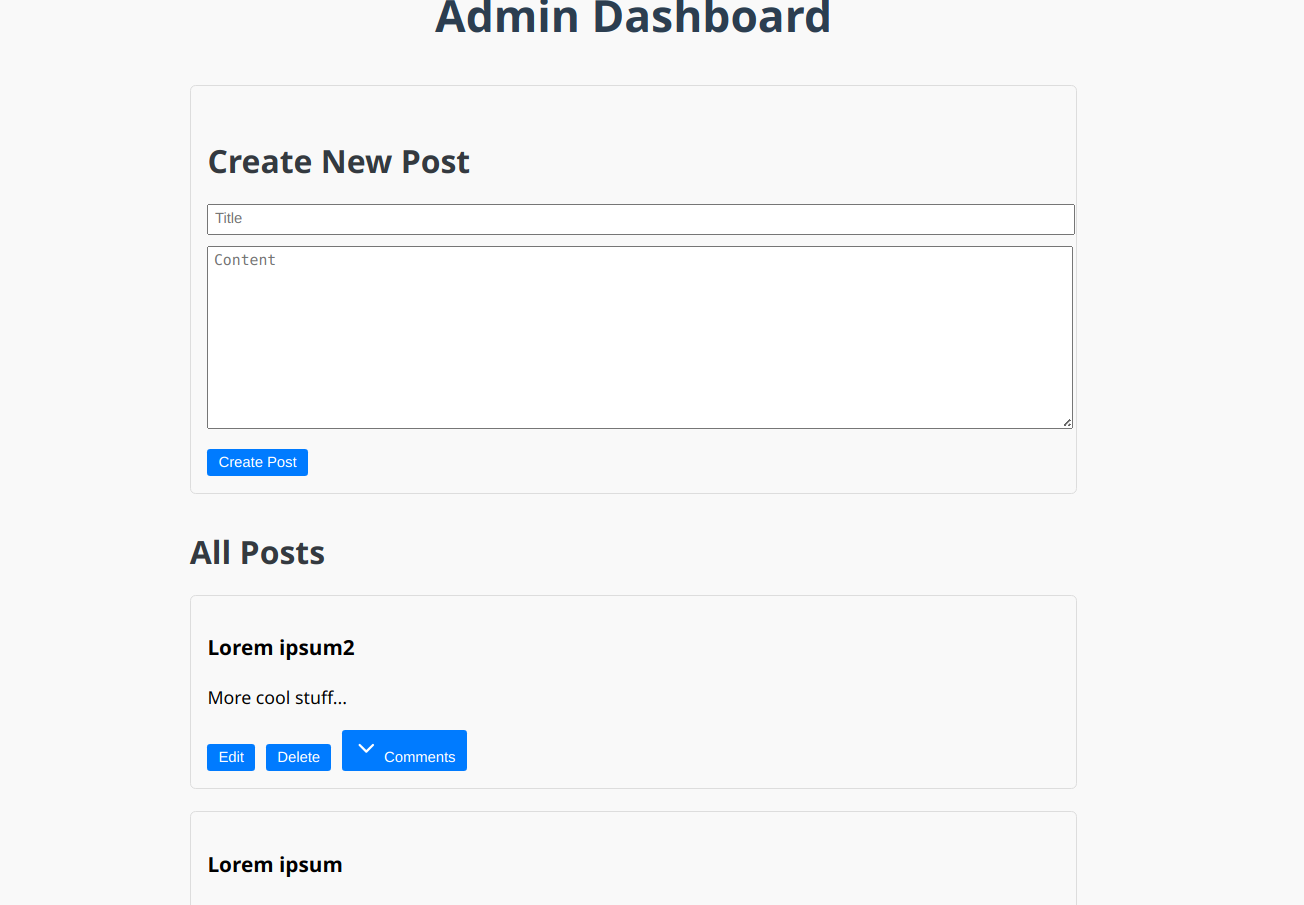 Admin Dashboard
Create New Post
Title
Content
Create Post
All Posts
Lorem ipsum2
More cool stuff...
Edit Delete Comments
Lorem ipsum